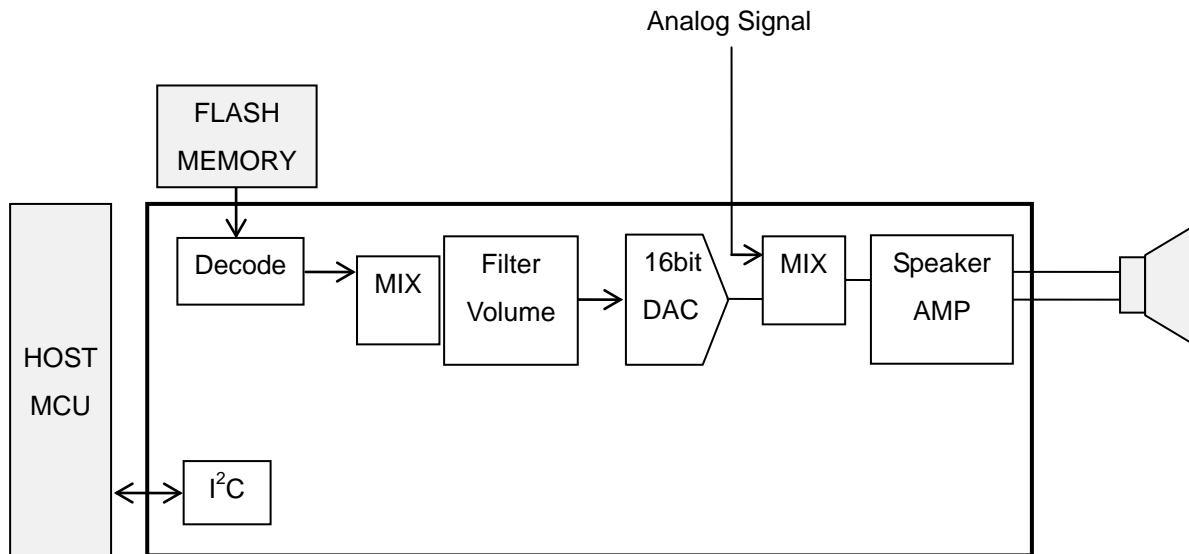 Analog Signal
FLASH
MEMORY
Decode
MIX
Filter
Volume
16bit
DAC
MIX
Speaker
AMP
HOST
MCU
I²C